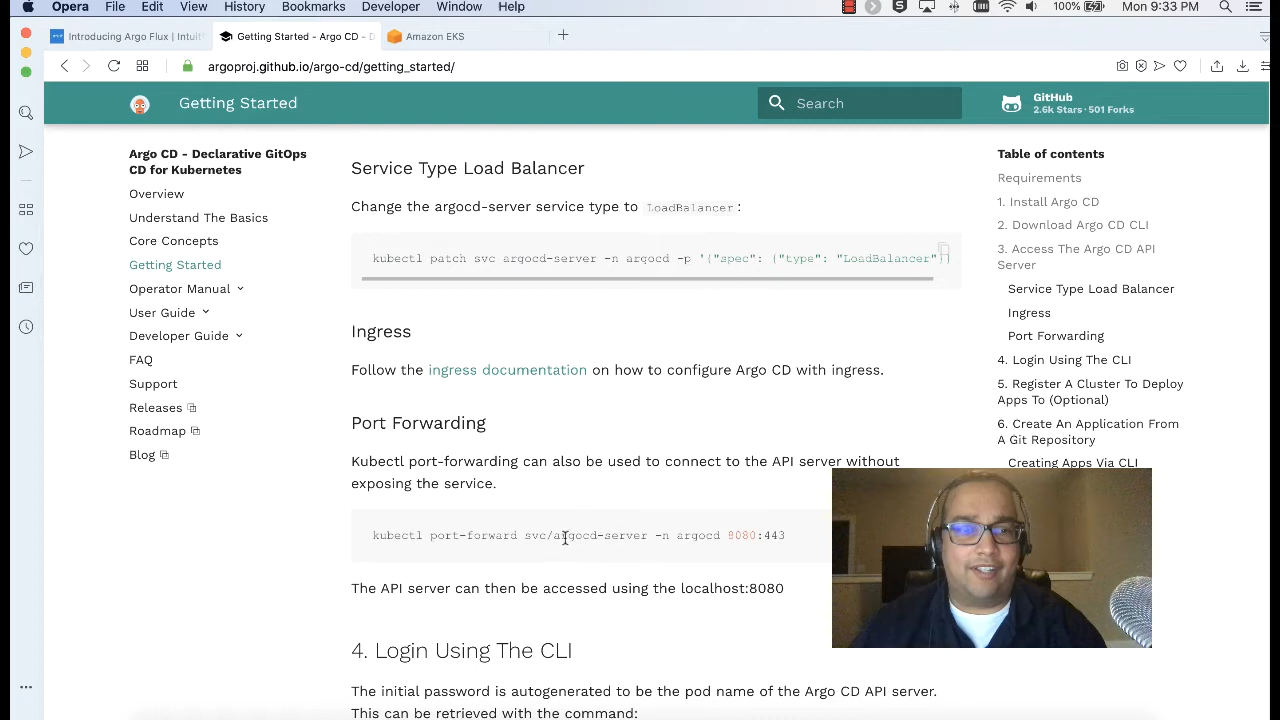 Opera File Edit View History Bookmarks Developer Window Help
100% Mon 9:33 PM
Introducing Argo Flux | Intuit
Getting Started - Argo CD - D
Amazon EKS
argoproj.github.io/argo-cd/getting_started/
Getting Started
Search
GitHub
2.6k Stars · 501 Forks
Argo CD - Declarative GitOps
CD for Kubernetes
Overview
Understand The Basics
Core Concepts
Getting Started
Operator Manual
User Guide
Developer Guide
FAQ
Support
Releases
Roadmap
Blog
Service Type Load Balancer
Change the argocd-server service type to LoadBalancer:
kubectl patch svc argocd-server -n argocd -p '{"spec": {"type": "LoadBalancer"}}
Ingress
Follow the ingress documentation on how to configure Argo CD with ingress.
Port Forwarding
Kubectl port-forwarding can also be used to connect to the API server without
exposing the service.
kubectl port-forward svc/argocd-server -n argocd 8080:443
The API server can then be accessed using the localhost:8080
4. Login Using The CLI
The initial password is autogenerated to be the pod name of the Argo CD API server.
This can be retrieved with the command:
Table of contents
Requirements
1. Install Argo CD
2. Download Argo CD CLI
3. Access The Argo CD API
Server
Service Type Load Balancer
Ingress
Port Forwarding
4. Login Using The CLI
5. Register A Cluster To Deploy
Apps To (Optional)
6. Create An Application From
A Git Repository
Creating Apps Via CLI